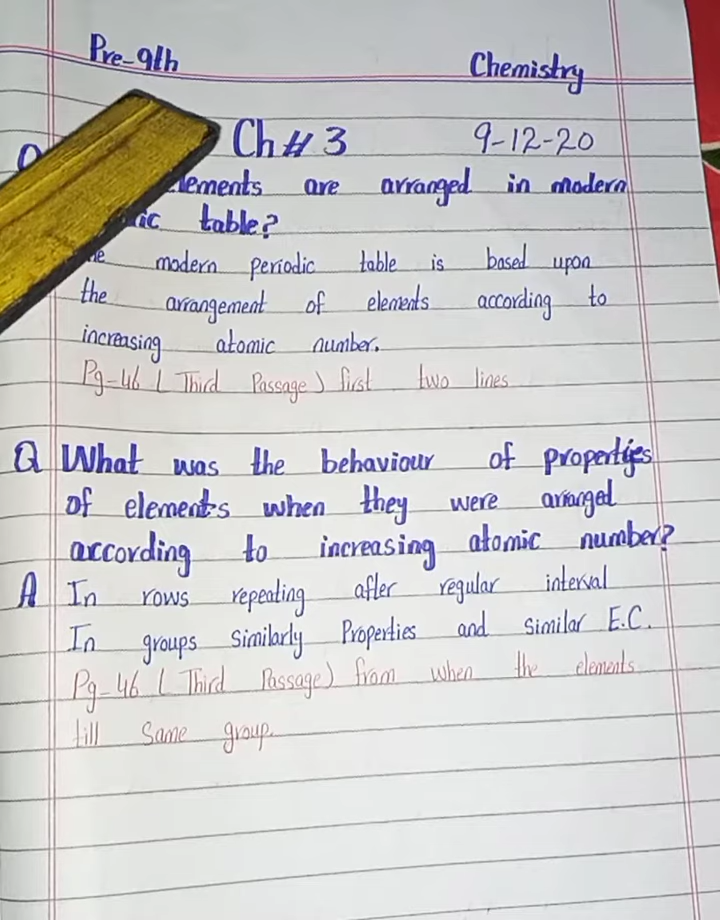 Pre-9th Chemistry
Ch # 3 9-12-20
Q
lements are arranged in modern
ic table?
modern periodic table is based upon
the arrangement of elements according to
increasing atomic number.
Pg-46 ( Third Passage ) first two lines
Q What was the behaviour of properties
of elements when they were arranged
according to increasing atomic number?
A In rows repeating after regular interval
In groups Similarly Properties and similar E.C.
Pg-46 ( Third Passage) from when the elements
till Same group.